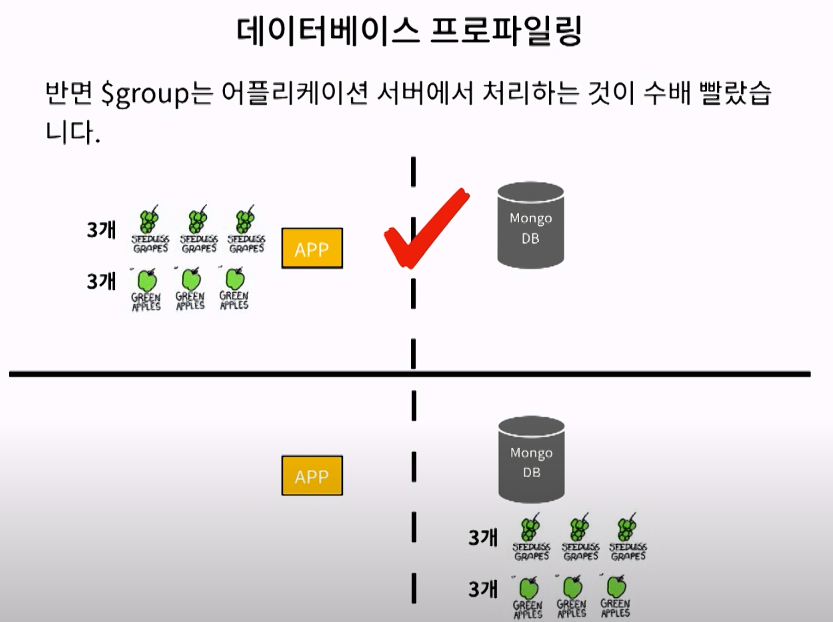 데이터베이스 프로파일링
반면 $group는 어플리케이션 서버에서 처리하는 것이 수배 빨랐습
니다.
3개 SEEDLESS GRAPES SEEDLESS GRAPES SEEDLESS GRAPES
3개 GREEN APPLES GREEN APPLES GREEN APPLES
APP
Mongo
DB
APP
Mongo
DB
3개 SEEDLESS GRAPES SEEDLESS GRAPES SEEDLESS GRAPES
3개 GREEN APPLES GREEN APPLES GREEN APPLES